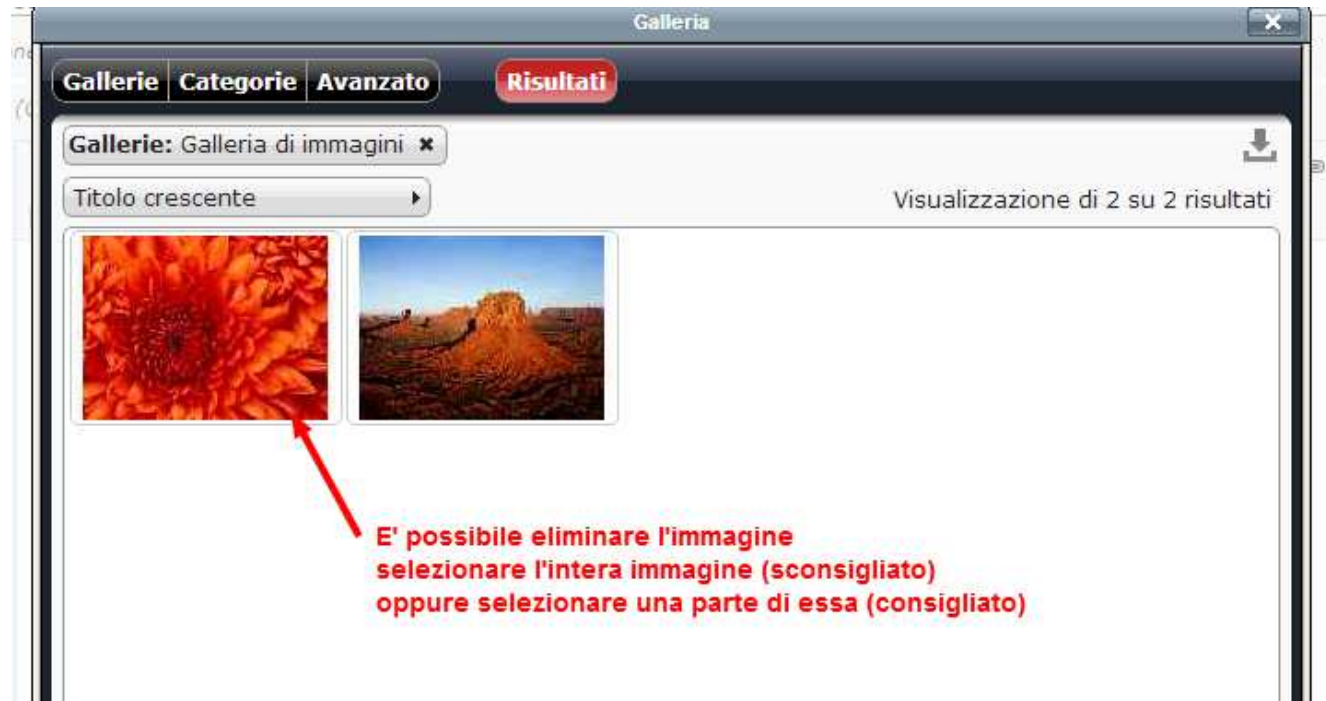 Galleria
Gallerie Categorie Avanzato Risultati
Gallerie: Galleria di immagini ×
Titolo crescente
Visualizzazione di 2 su 2 risultati
E' possibile eliminare l'immagine
selezionare l'intera immagine (sconsigliato)
oppure selezionare una parte di essa (consigliato)